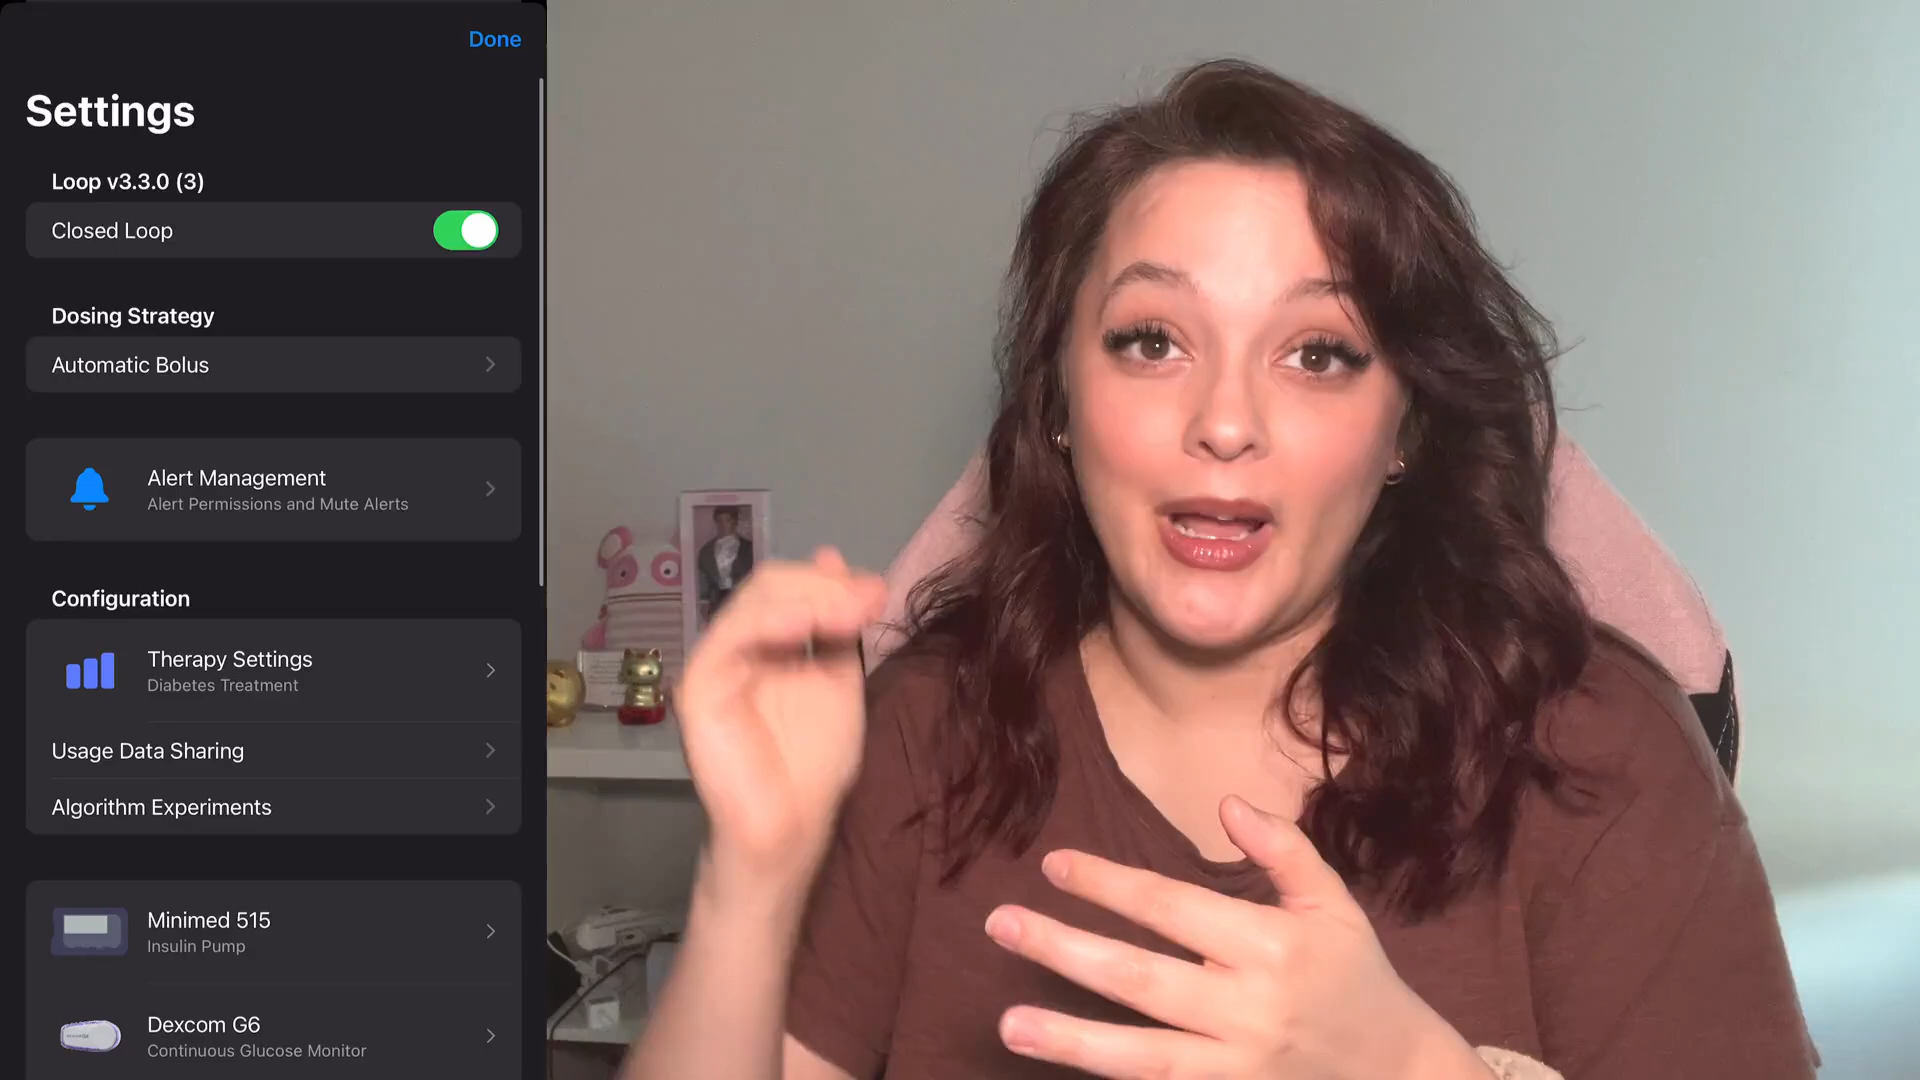 Done
Settings
Loop v3.3.0 (3)
Closed Loop
Dosing Strategy
Automatic Bolus
Alert Management
Alert Permissions and Mute Alerts
Configuration
Therapy Settings
Diabetes Treatment
Usage Data Sharing
Algorithm Experiments
Minimed 515
Insulin Pump
Dexcom G6
Continuous Glucose Monitor